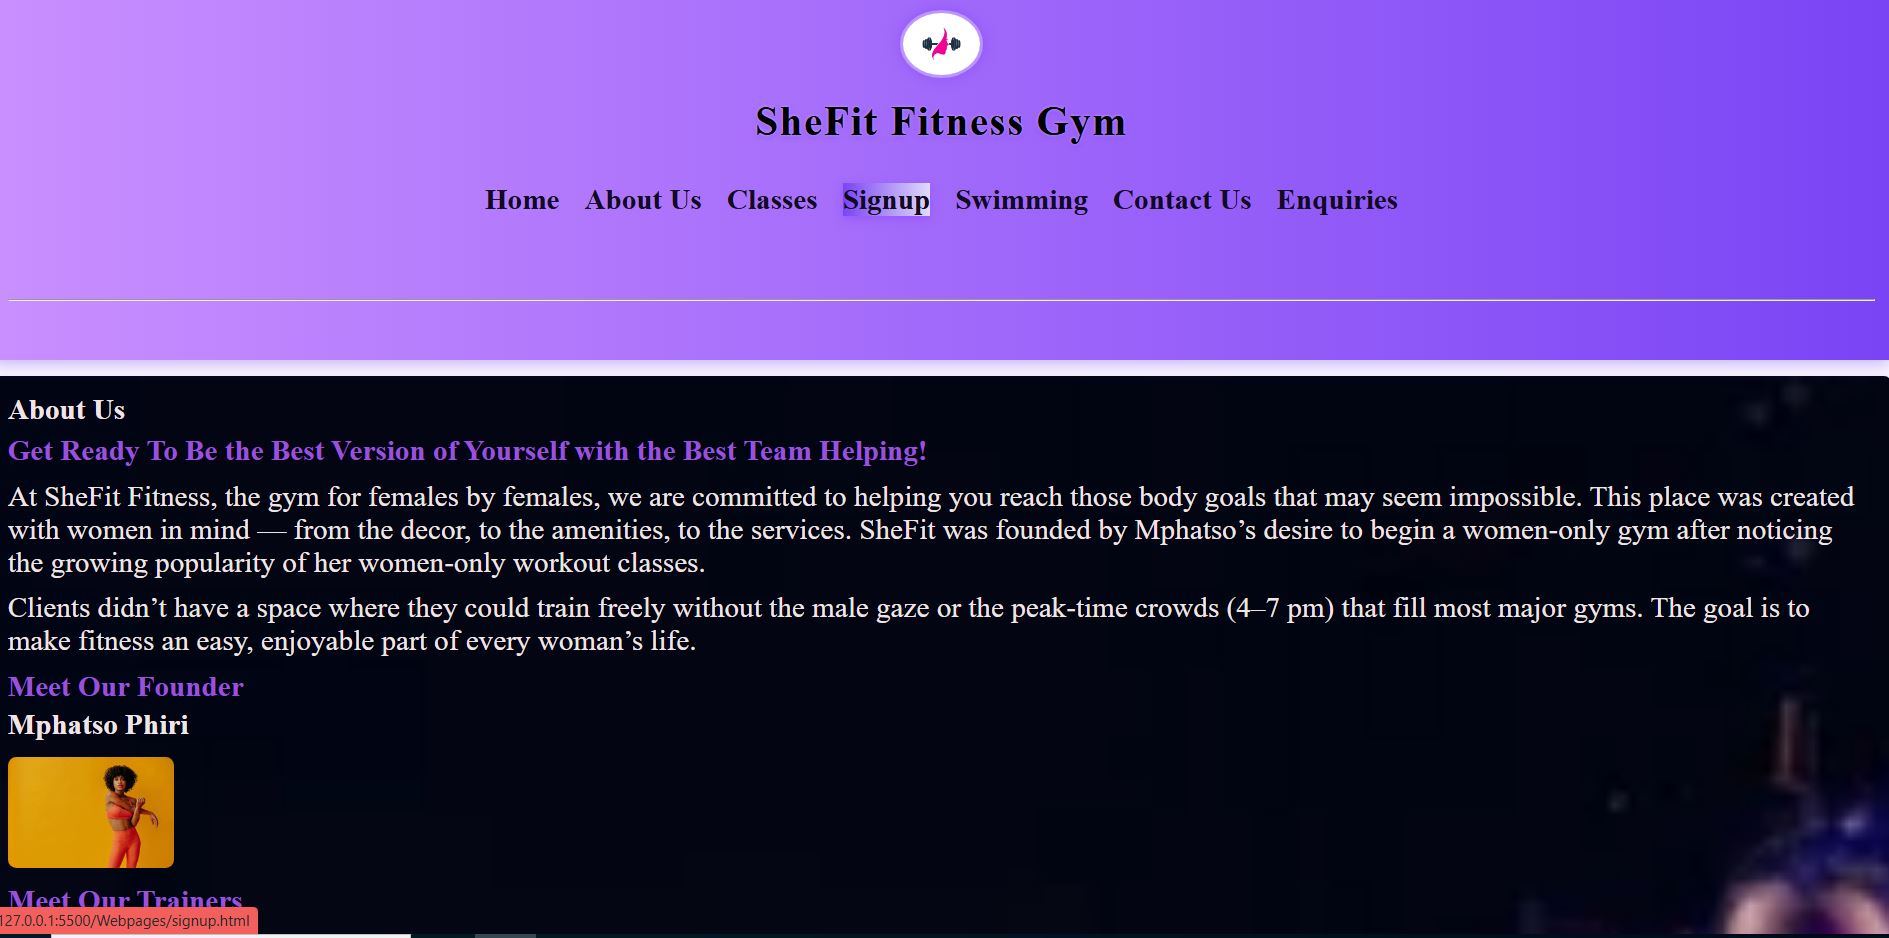 SheFit Fitness Gym
Home About Us Classes Signup Swimming Contact Us Enquiries
About Us
Get Ready To Be the Best Version of Yourself with the Best Team Helping!
At SheFit Fitness, the gym for females by females, we are committed to helping you reach those body goals that may seem impossible. This place was created
with women in mind — from the decor, to the amenities, to the services. SheFit was founded by Mphatso’s desire to begin a women-only gym after noticing
the growing popularity of her women-only workout classes.
Clients didn’t have a space where they could train freely without the male gaze or the peak-time crowds (4–7 pm) that fill most major gyms. The goal is to
make fitness an easy, enjoyable part of every woman’s life.
Meet Our Founder
Mphatso Phiri
Meet Our Trainers
127.0.0.1:5500/Webpages/signup.html